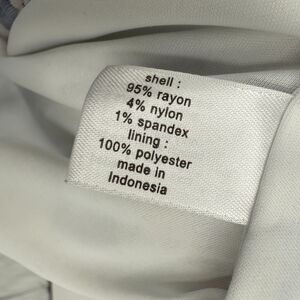 shell :
95% rayon
4% nylon
1% spandex
lining :
100% polyester
made in
Indonesia